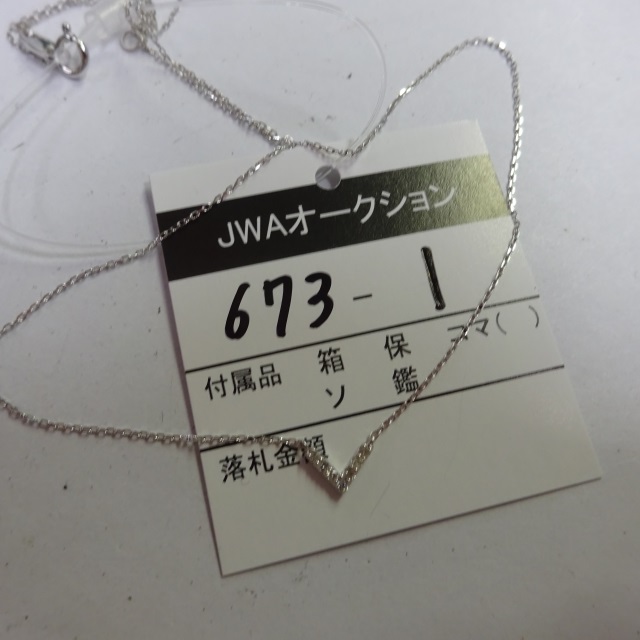 JWAオークション
673-1
付属品 箱 保 コマ( )
ソ 鑑
落札金額